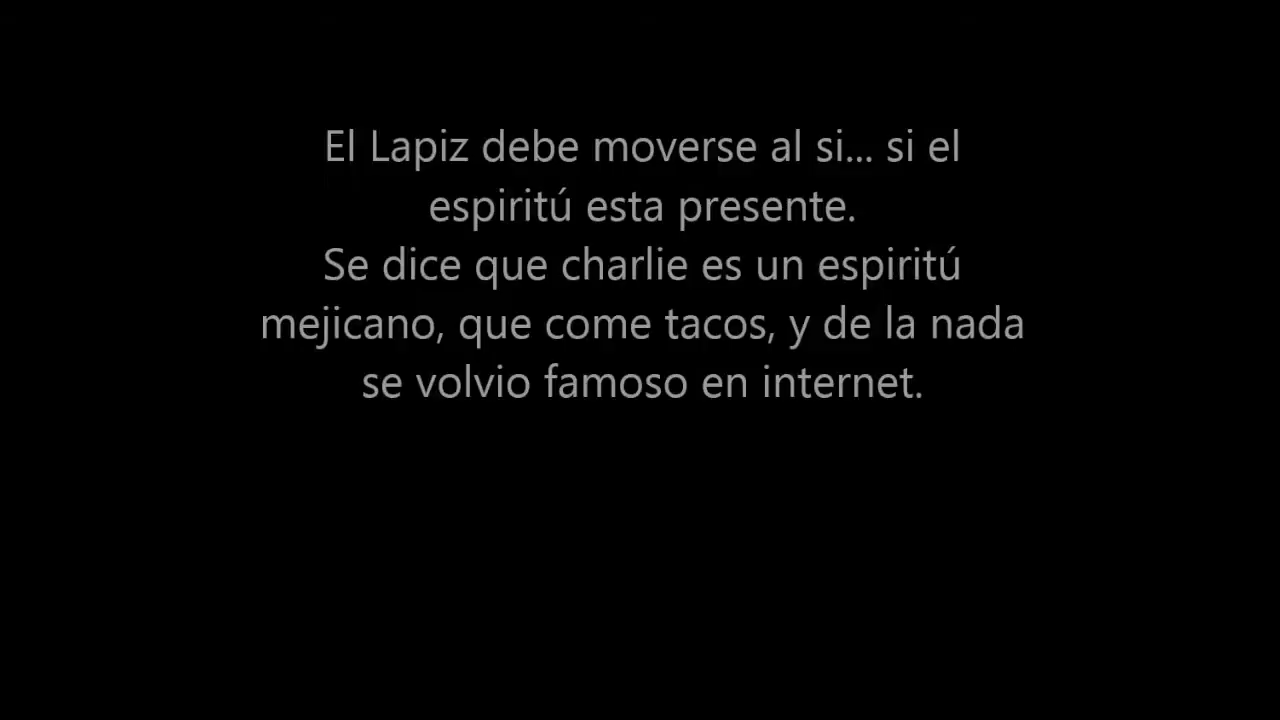 El Lapiz debe moverse al si... si el
espiritú esta presente.
Se dice que charlie es un espiritú
mejicano, que come tacos, y de la nada
se volvio famoso en internet.